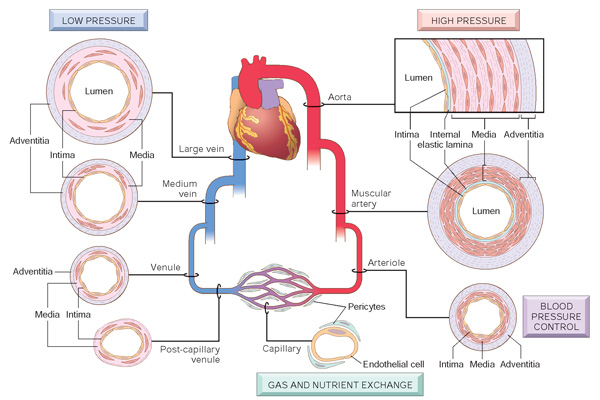 LOW PRESSURE
HIGH PRESSURE
Lumen
Adventitia
Intima
Media
Large vein
Medium
vein
Aorta
Lumen
Intima
Internal
elastic lamina
Media
Adventitia
Muscular
artery
Lumen
Adventitia
Media
Intima
Venule
Post-capillary
venule
Capillary
Pericytes
Endothelial cell
Arteriole
Intima
Media
Adventitia
BLOOD
PRESSURE
CONTROL
GAS AND NUTRIENT EXCHANGE